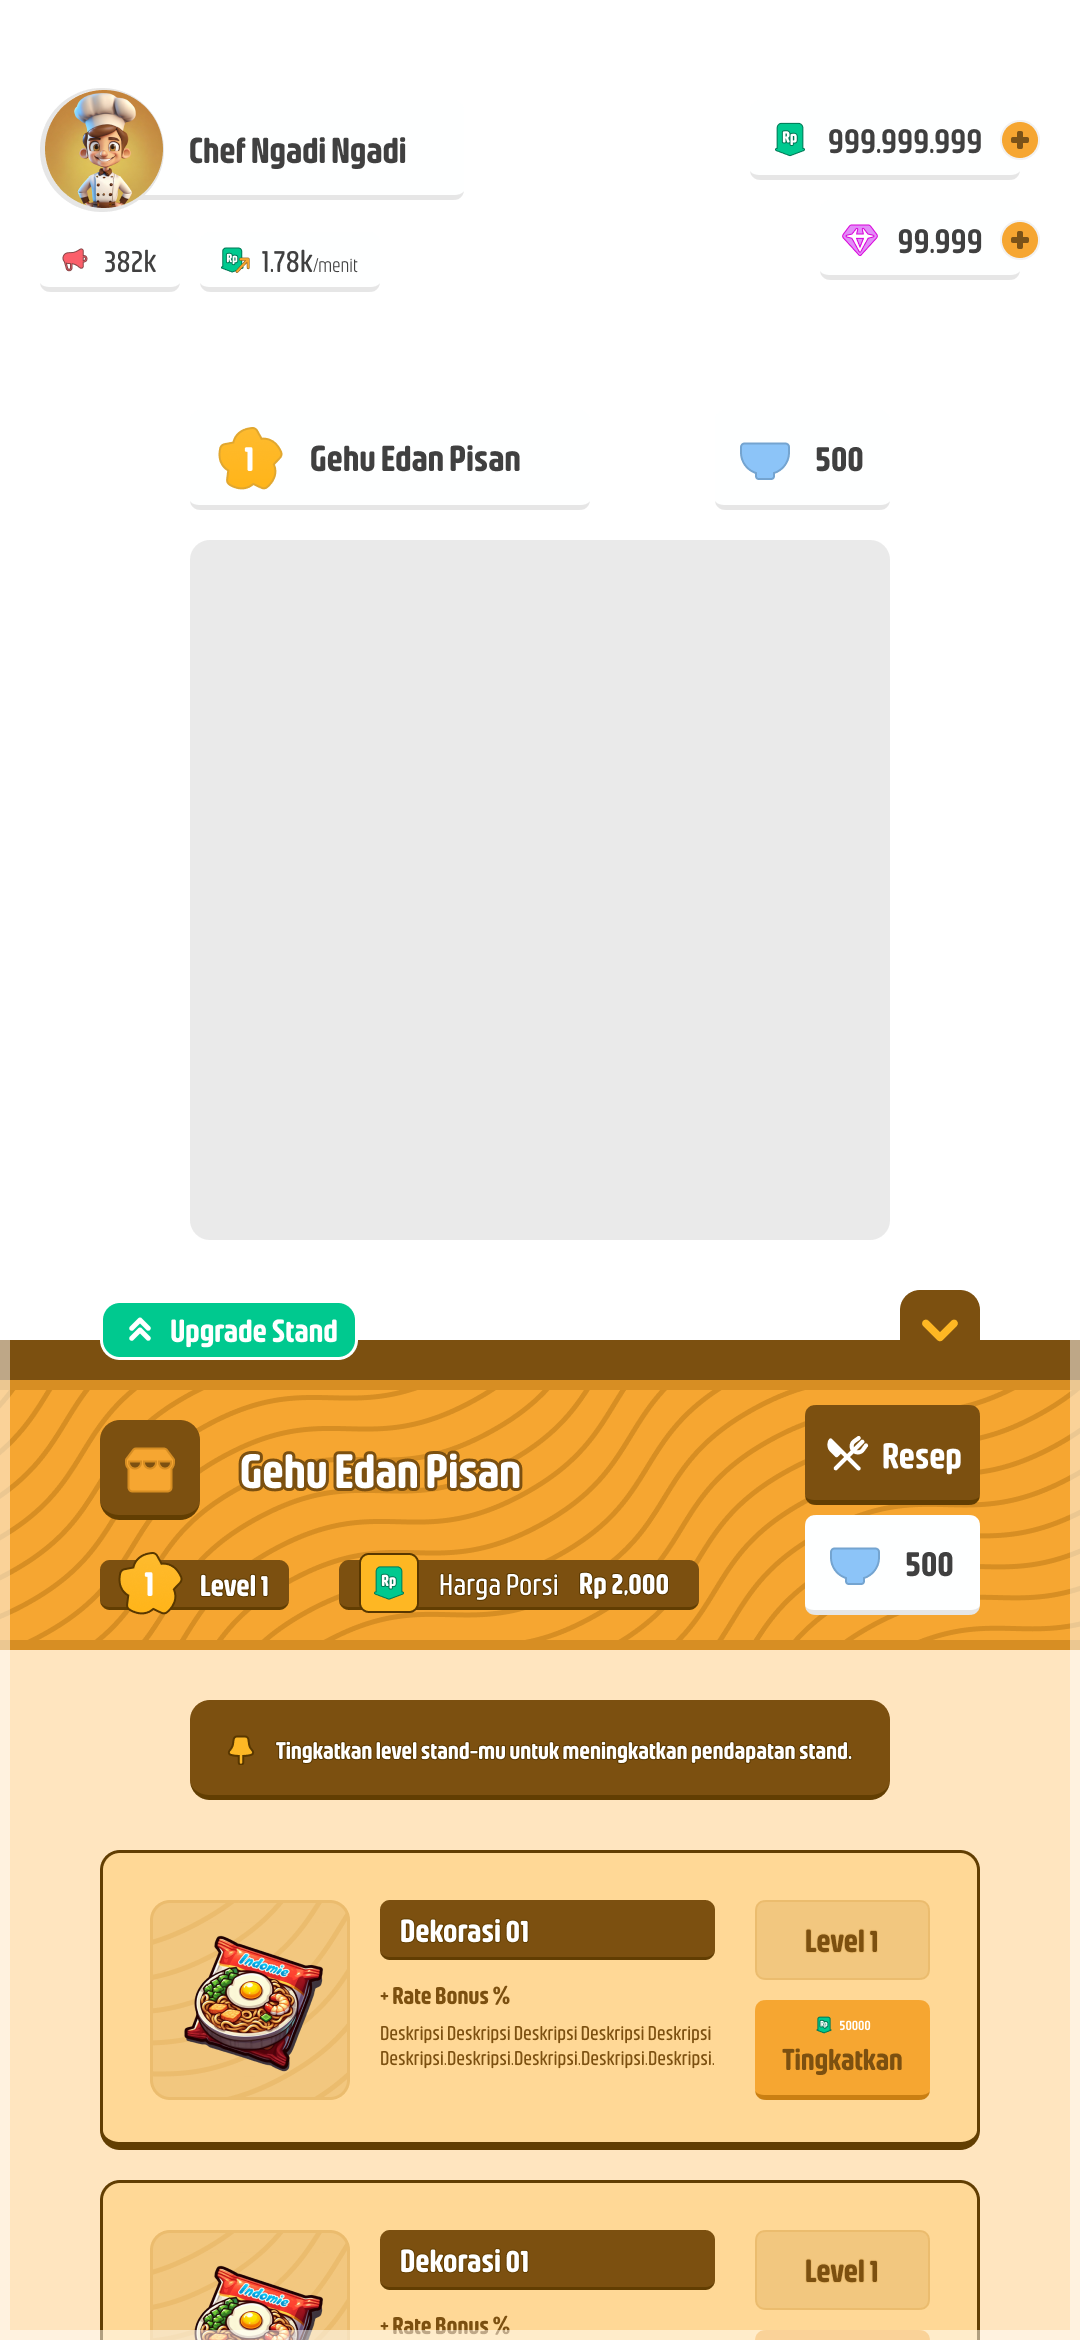 Chef Ngadi Ngadi
Rp 999.999.999
382k
Rp 1.78k/menit
99.999
1 Gehu Edan Pisan
500
Upgrade Stand
Gehu Edan Pisan
Resep
1 Level 1
Rp Harga Porsi Rp 2,000
500
Tingkatkan level stand-mu untuk meningkatkan pendapatan stand.
Indomie
Dekorasi 01
Level 1
+ Rate Bonus %
Deskripsi Deskripsi Deskripsi Deskripsi Deskripsi
Deskripsi.Deskripsi.Deskripsi.Deskripsi.Deskripsi.
Rp 50000
Tingkatkan
Indomie
Dekorasi 01
Level 1
+ Rate Bonus %